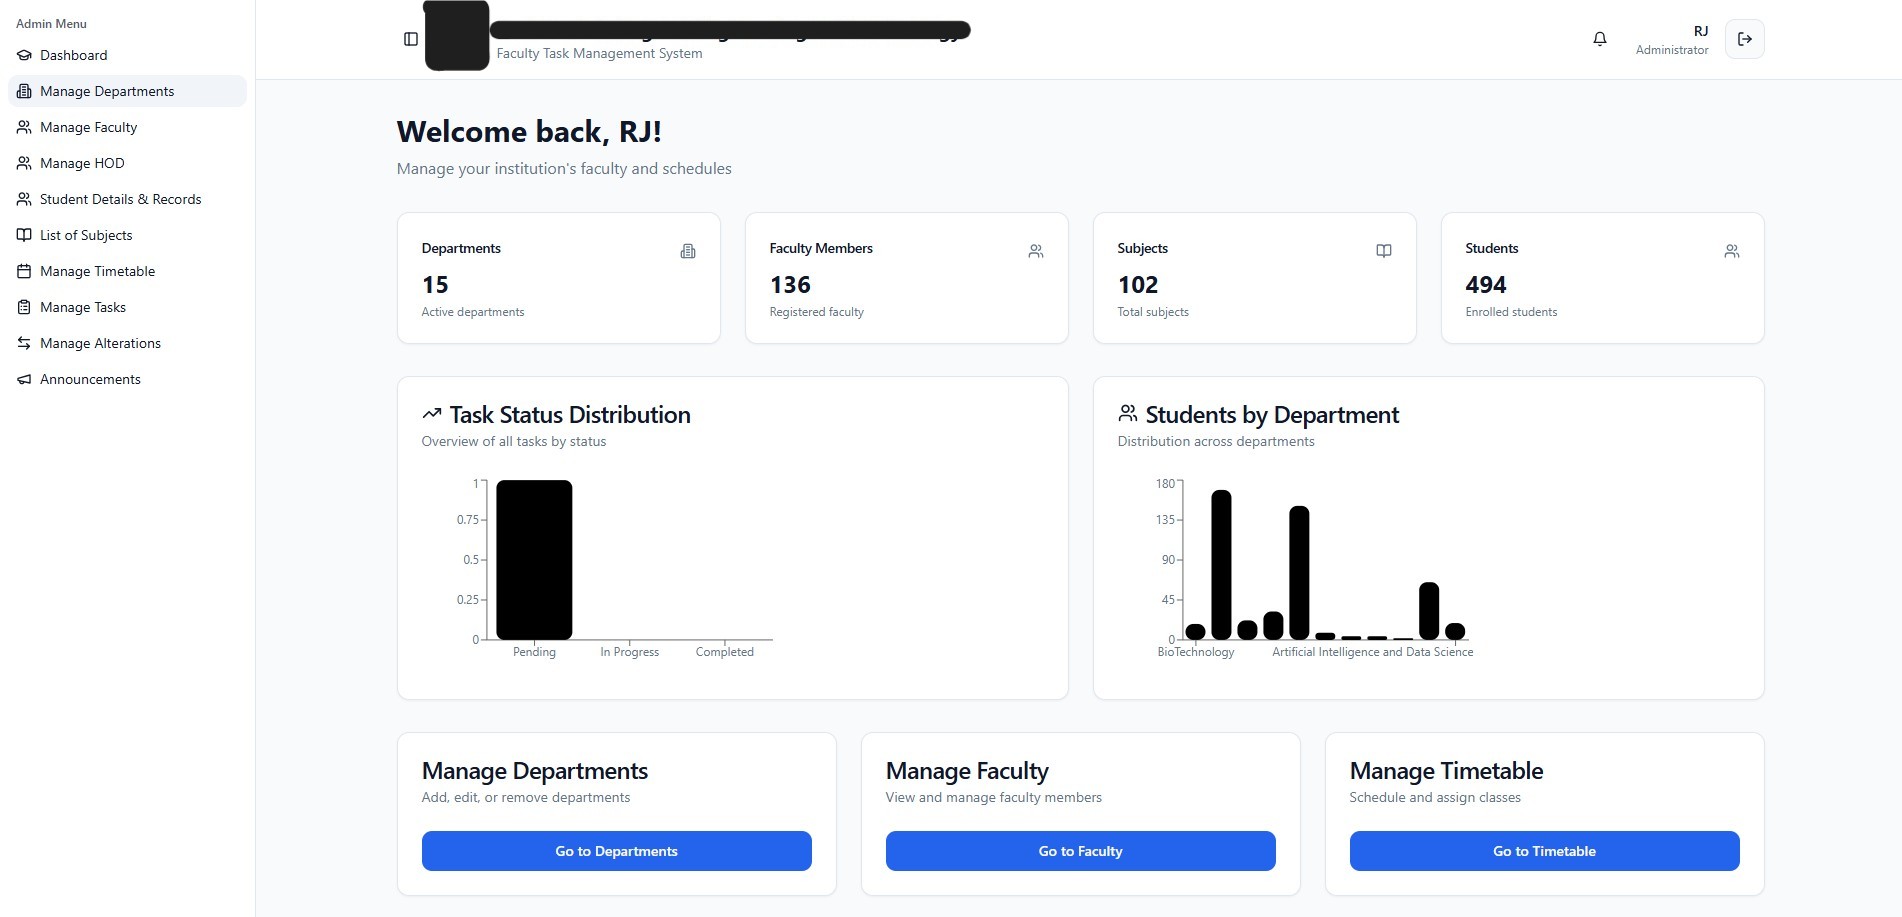 Admin Menu
Dashboard
Manage Departments
Manage Faculty
Manage HOD
Student Details & Records
List of Subjects
Manage Timetable
Manage Tasks
Manage Alterations
Announcements
Faculty Task Management System
RJ
Administrator
Welcome back, RJ!
Manage your institution's faculty and schedules
Departments
15
Active departments
Faculty Members
136
Registered faculty
Subjects
102
Total subjects
Students
494
Enrolled students
Task Status Distribution
Overview of all tasks by status
1
0.75
0.5
0.25
0
Pending In Progress Completed
Students by Department
Distribution across departments
180
135
90
45
0
BioTechnology Artificial Intelligence and Data Science
Manage Departments
Add, edit, or remove departments
Go to Departments
Manage Faculty
View and manage faculty members
Go to Faculty
Manage Timetable
Schedule and assign classes
Go to Timetable